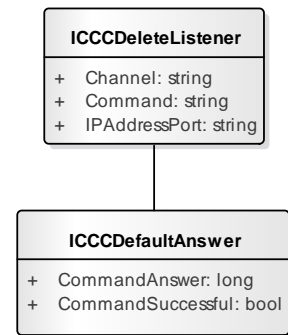 ICCCDeleteListener
+ Channel: string
+ Command: string
+ IPAddressPort: string
ICCCDefaultAnswer
+ CommandAnswer: long
+ CommandSuccessful: bool